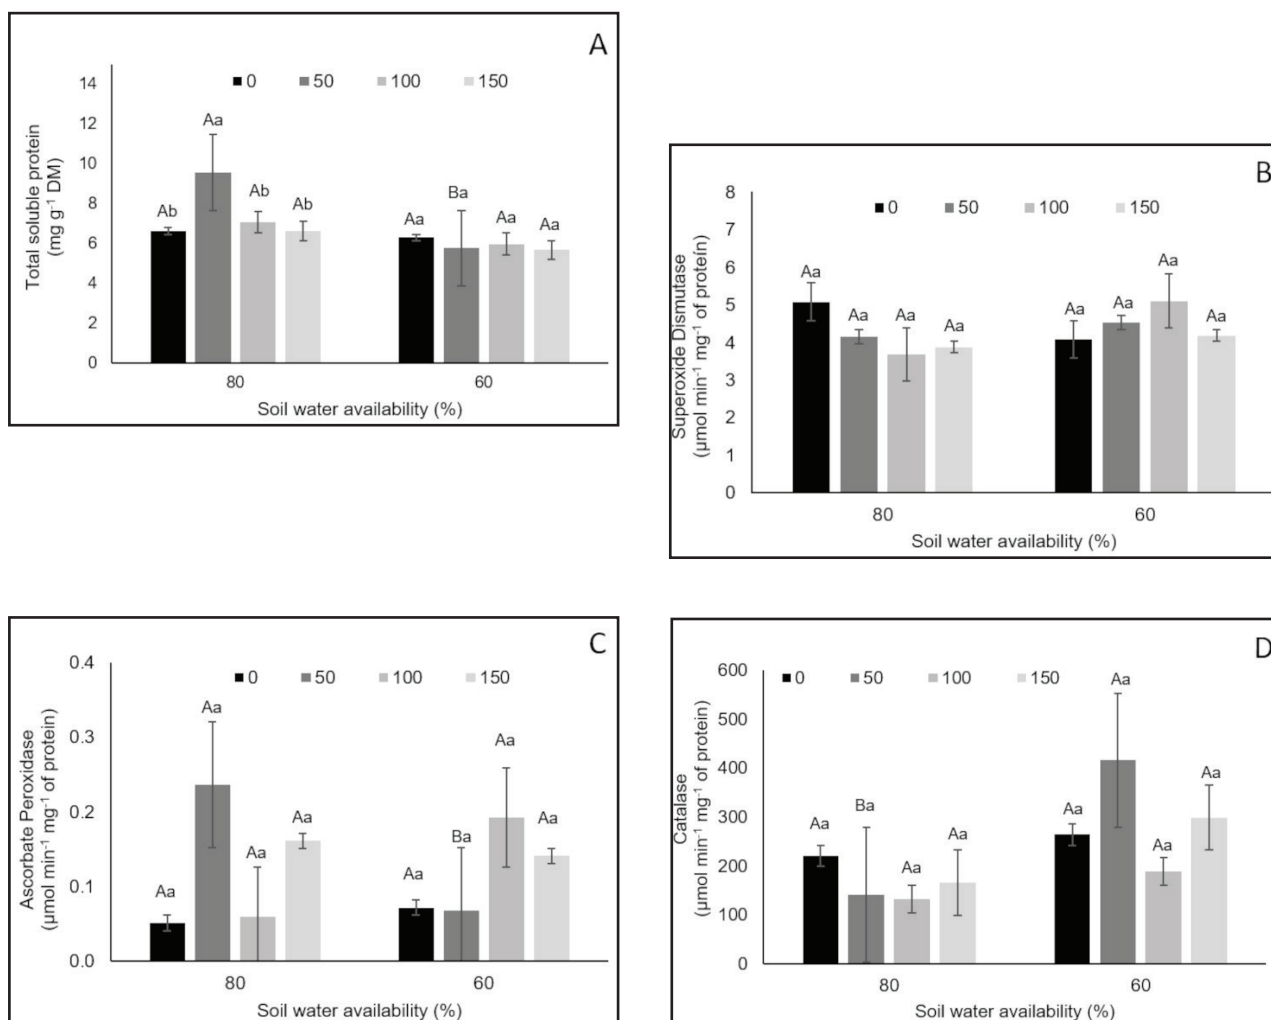 A
0 50 100 150
Total soluble protein
(mg g⁻¹ DM)
14
12
10
8
6
4
2
0
Ab Aa Ab Ab Aa Ba Aa Aa
80 60
Soil water availability (%)
B
0 50 100 150
Superoxide Dismutase
(µmol min⁻¹ mg⁻¹ of proteín)
8
7
6
5
4
3
2
1
0
Aa Aa Aa Aa Aa Aa Aa Aa
80 60
Soil water availability (%)
C
0 50 100 150
Ascorbate Peroxidase
(µmol min⁻¹ mg⁻¹ of protein)
0.4
0.3
0.2
0.1
0.0
Aa Aa Aa Aa Aa Ba Aa Aa
80 60
Soil water availability (%)
D
0 50 100 150
Catalase
(µmol min⁻¹ mg⁻¹ of protein)
600
500
400
300
200
100
0
Aa Ba Aa Aa Aa Aa Aa Aa
80 60
Soil water availability (%)